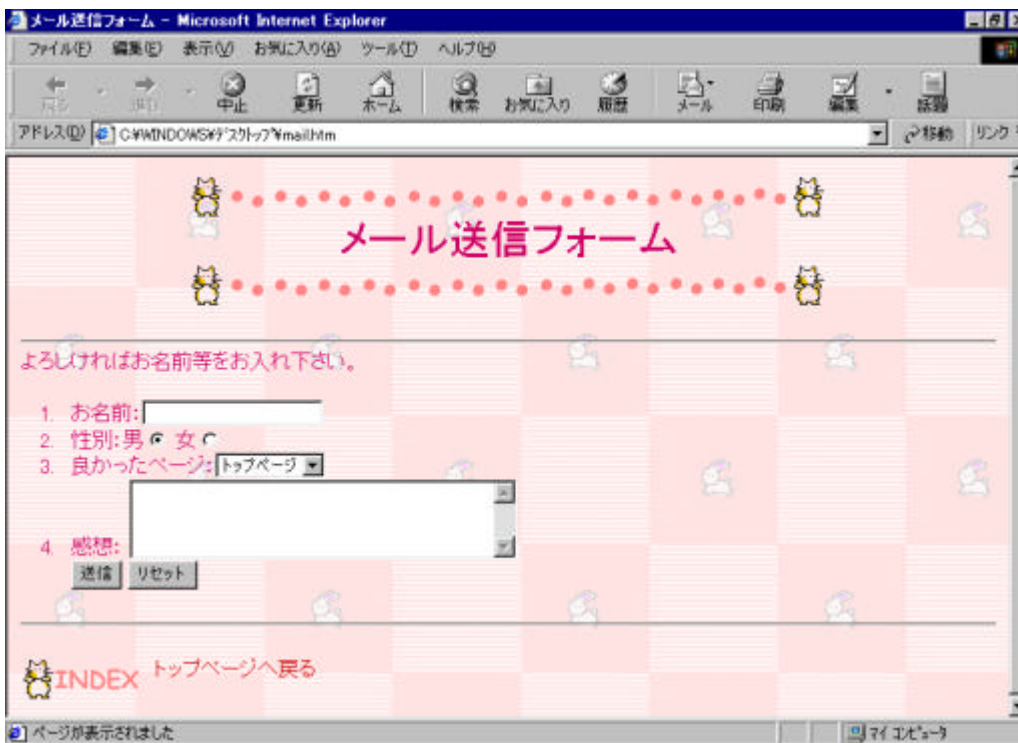 メール送信フォーム - Microsoft Internet Explorer
ファイル(F) 編集(E) 表示(V) お気に入り(A) ツール(T) ヘルプ(H)
戻る 進む 中止 更新 ホーム 検索 お気に入り 履歴 メール 印刷 編集 話題
アドレス(D) C:¥WINDOWS¥デスクトップ¥mail.htm 移動 リンク
メール送信フォーム
よろしければお名前等をお入れ下さい。
1. お名前:
2. 性別:男 女
3. 良かったページ: トップページ
4. 感想:
送信 リセット
INDEX トップページへ戻る
ページが表示されました マイ コンピュータ